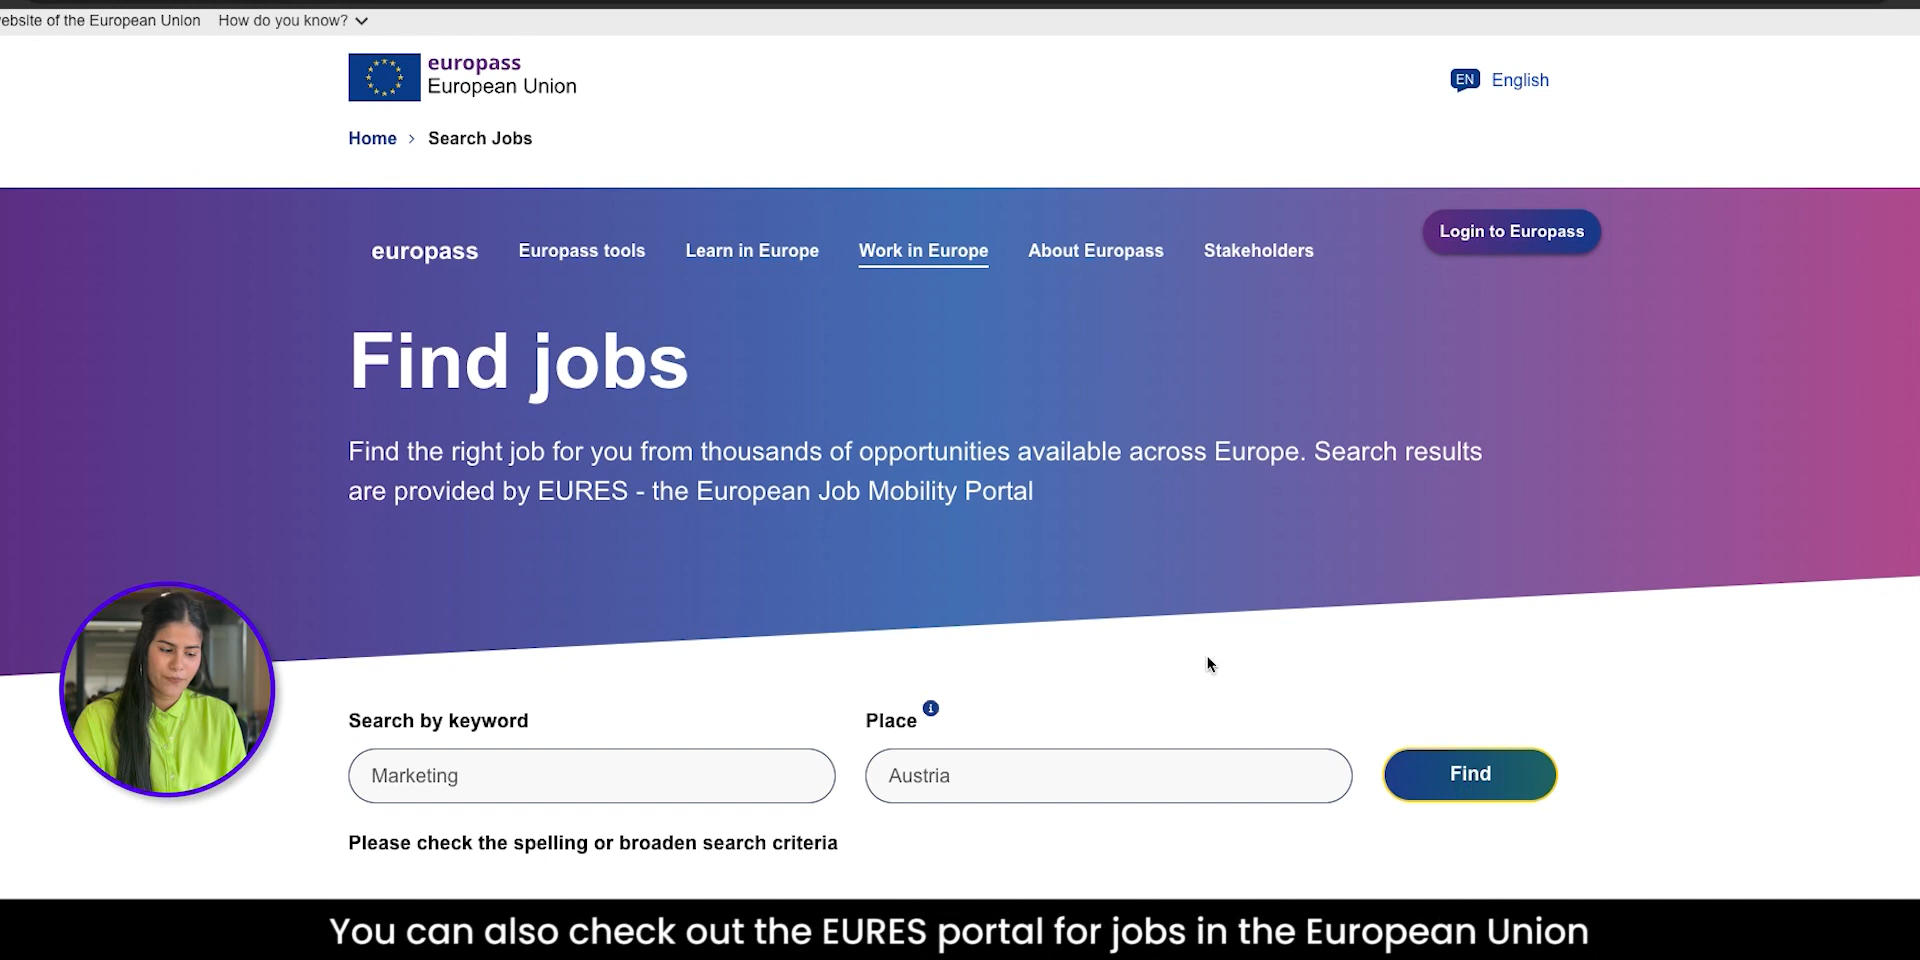 ebsite of the European Union How do you know?
europass
European Union
EN English
Home > Search Jobs
europass Europass tools Learn in Europe Work in Europe About Europass Stakeholders Login to Europass
Find jobs
Find the right job for you from thousands of opportunities available across Europe. Search results
are provided by EURES - the European Job Mobility Portal
Search by keyword Place i
Marketing Austria Find
Please check the spelling or broaden search criteria
You can also check out the EURES portal for jobs in the European Union